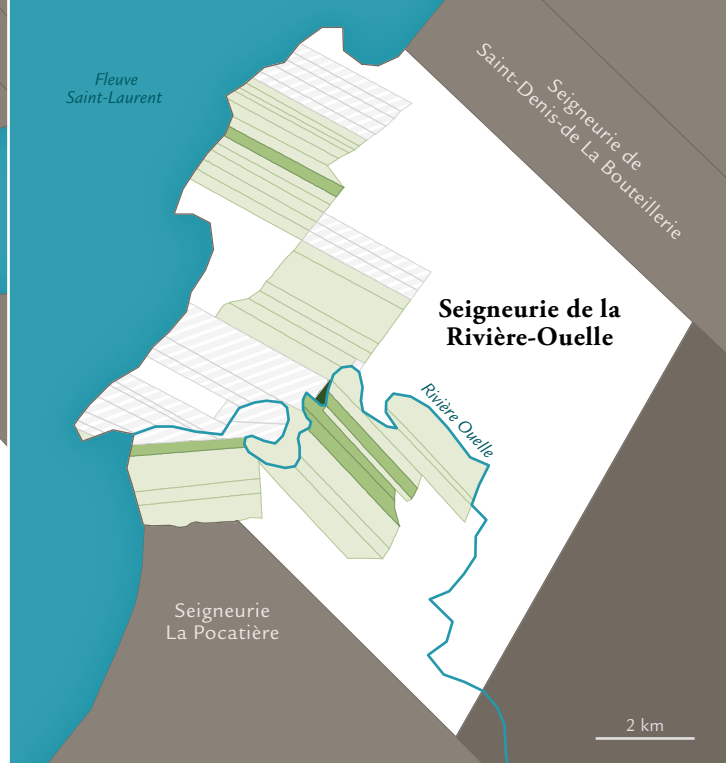 Fleuve
Saint-Laurent
Seigneurie de
Saint-Denis-de La Bouteillerie
Seigneurie de la
Rivière-Ouelle
Rivière Ouelle
Seigneurie
La Pocatière
2 km